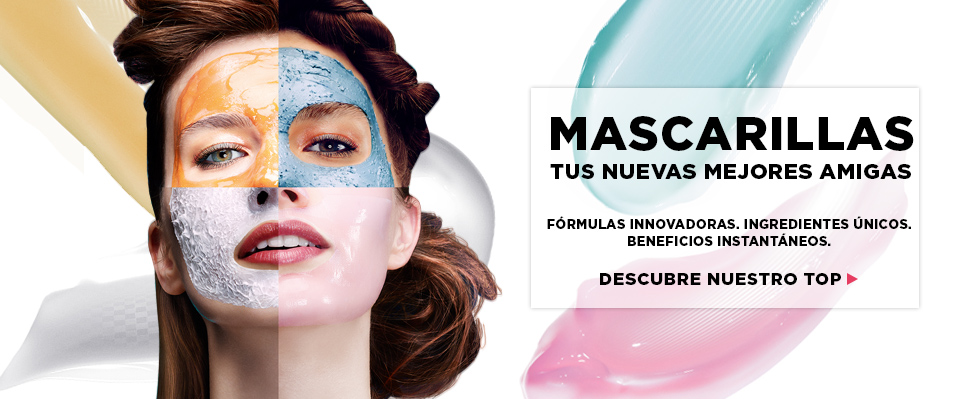 MASCARILLAS
TUS NUEVAS MEJORES AMIGAS
FÓRMULAS INNOVADORAS. INGREDIENTES ÚNICOS.
BENEFICIOS INSTANTÁNEOS.
DESCUBRE NUESTRO TOP